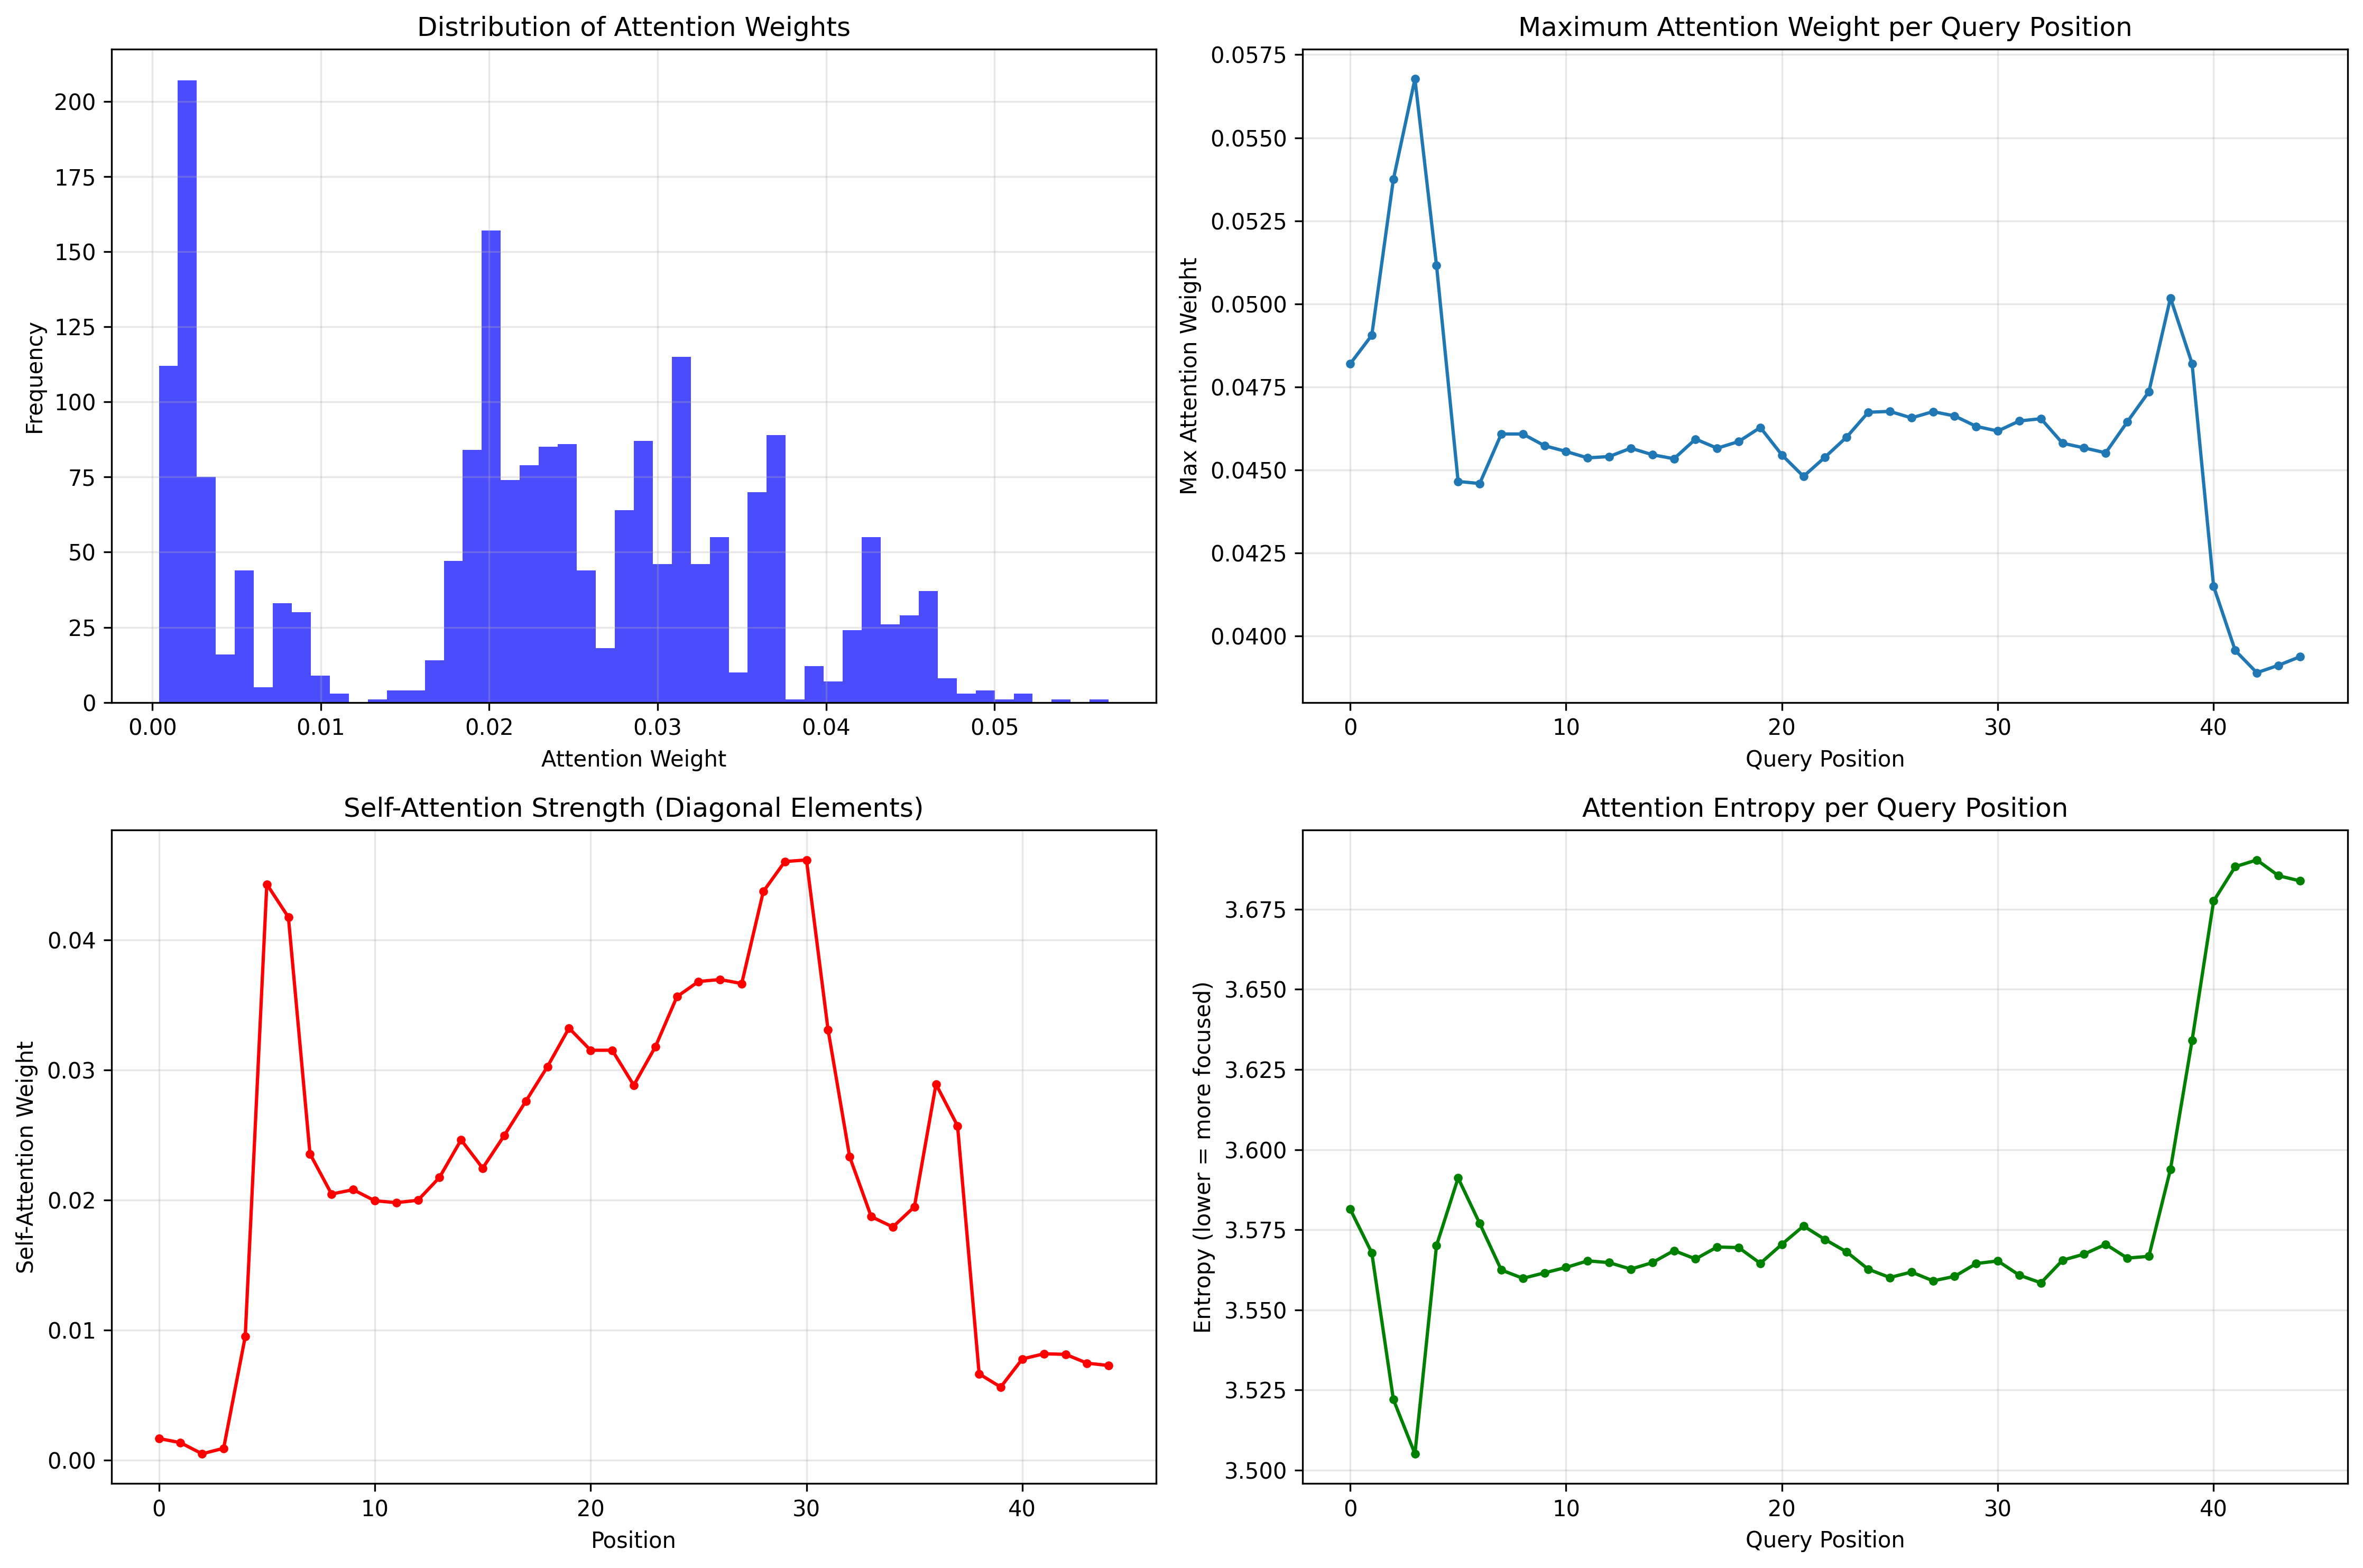 Distribution of Attention Weights
200
175
150
125
100
75
50
25
0
Frequency
0.00 0.01 0.02 0.03 0.04 0.05
Attention Weight
Maximum Attention Weight per Query Position
0.0575
0.0550
0.0525
0.0500
0.0475
0.0450
0.0425
0.0400
Max Attention Weight
0 10 20 30 40
Query Position
Self-Attention Strength (Diagonal Elements)
0.04
0.03
0.02
0.01
0.00
Self-Attention Weight
0 10 20 30 40
Position
Attention Entropy per Query Position
3.675
3.650
3.625
3.600
3.575
3.550
3.525
3.500
Entropy (lower = more focused)
0 10 20 30 40
Query Position